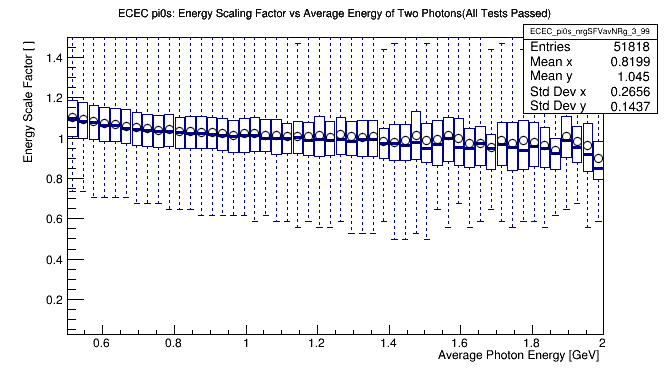 ECEC pi0s: Energy Scaling Factor vs Average Energy of Two Photons(All Tests Passed)
ECEC_pi0s_nrgSFVavNRg_3_99
Entries 51818
Mean x 0.8199
Mean y 1.045
Std Dev x 0.2656
Std Dev y 0.1437
Energy Scale Factor [ ]
1.4
1.2
1
0.8
0.6
0.4
0.2
0.6 0.8 1 1.2 1.4 1.6 1.8 2
Average Photon Energy [GeV]